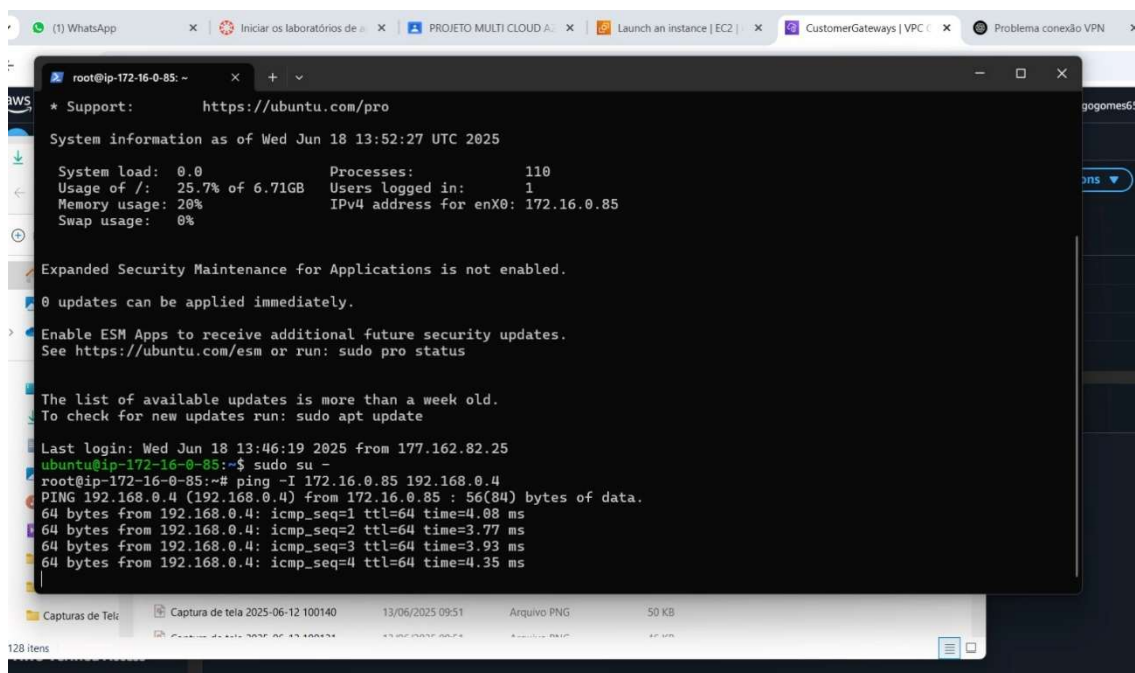 (1) WhatsApp
Iniciar os laboratórios de a
PROJETO MULTI CLOUD AZ
Launch an instance | EC2 |
CustomerGateways | VPC C
Problema conexão VPN
root@ip-172-16-0-85: ~
aws
gogomes65
ons
* Support: https://ubuntu.com/pro
System information as of Wed Jun 18 13:52:27 UTC 2025
System load: 0.0 Processes: 110
Usage of /: 25.7% of 6.71GB Users logged in: 1
Memory usage: 20% IPv4 address for enX0: 172.16.0.85
Swap usage: 0%
Expanded Security Maintenance for Applications is not enabled.
0 updates can be applied immediately.
Enable ESM Apps to receive additional future security updates.
See https://ubuntu.com/esm or run: sudo pro status
The list of available updates is more than a week old.
To check for new updates run: sudo apt update
Last login: Wed Jun 18 13:46:19 2025 from 177.162.82.25
ubuntu@ip-172-16-0-85:~$ sudo su -
root@ip-172-16-0-85:~# ping -I 172.16.0.85 192.168.0.4
PING 192.168.0.4 (192.168.0.4) from 172.16.0.85 : 56(84) bytes of data.
64 bytes from 192.168.0.4: icmp_seq=1 ttl=64 time=4.08 ms
64 bytes from 192.168.0.4: icmp_seq=2 ttl=64 time=3.77 ms
64 bytes from 192.168.0.4: icmp_seq=3 ttl=64 time=3.93 ms
64 bytes from 192.168.0.4: icmp_seq=4 ttl=64 time=4.35 ms
Capturas de Tela Captura de tela 2025-06-12 100140 13/06/2025 09:51 Arquivo PNG 50 KB
128 itens